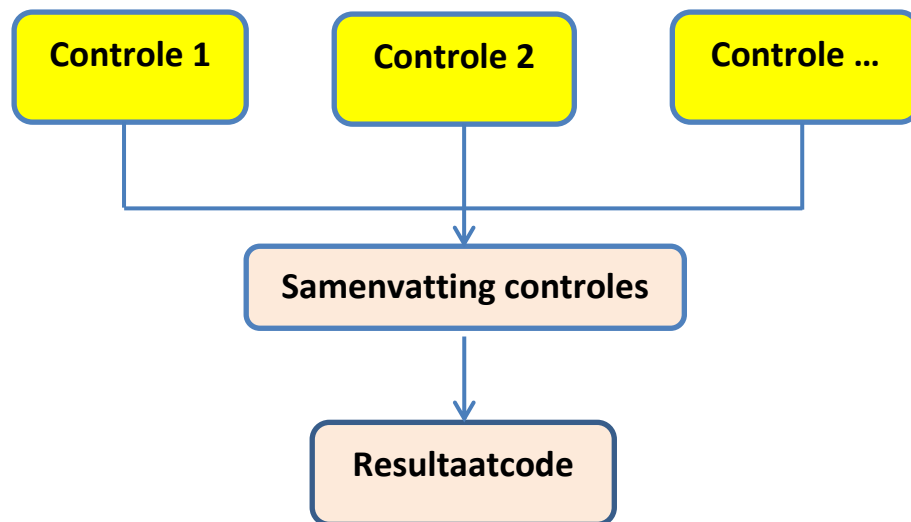 Controle 1
Controle 2
Controle …
Samenvatting controles
Resultaatcode